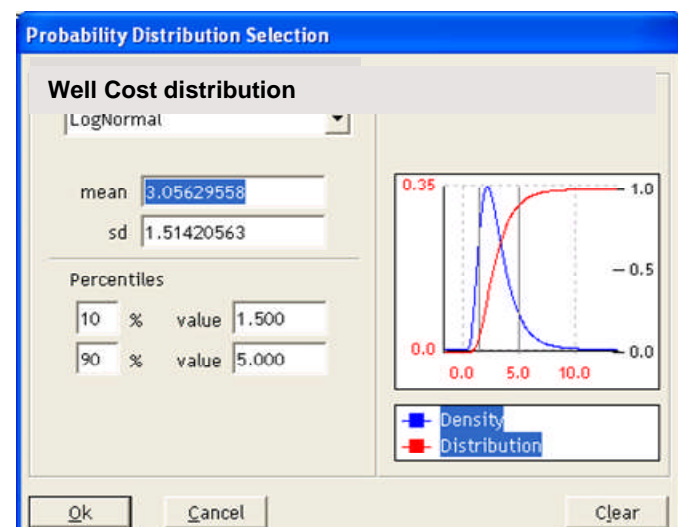 Probability Distribution Selection
Well Cost distribution
LogNormal
mean 3.05629558
sd 1.51420563
Percentiles
10 % value 1.500
90 % value 5.000
0.35
1.0
0.5
0.0
0.0
0.0 5.0 10.0
Density
Distribution
Ok Cancel Clear